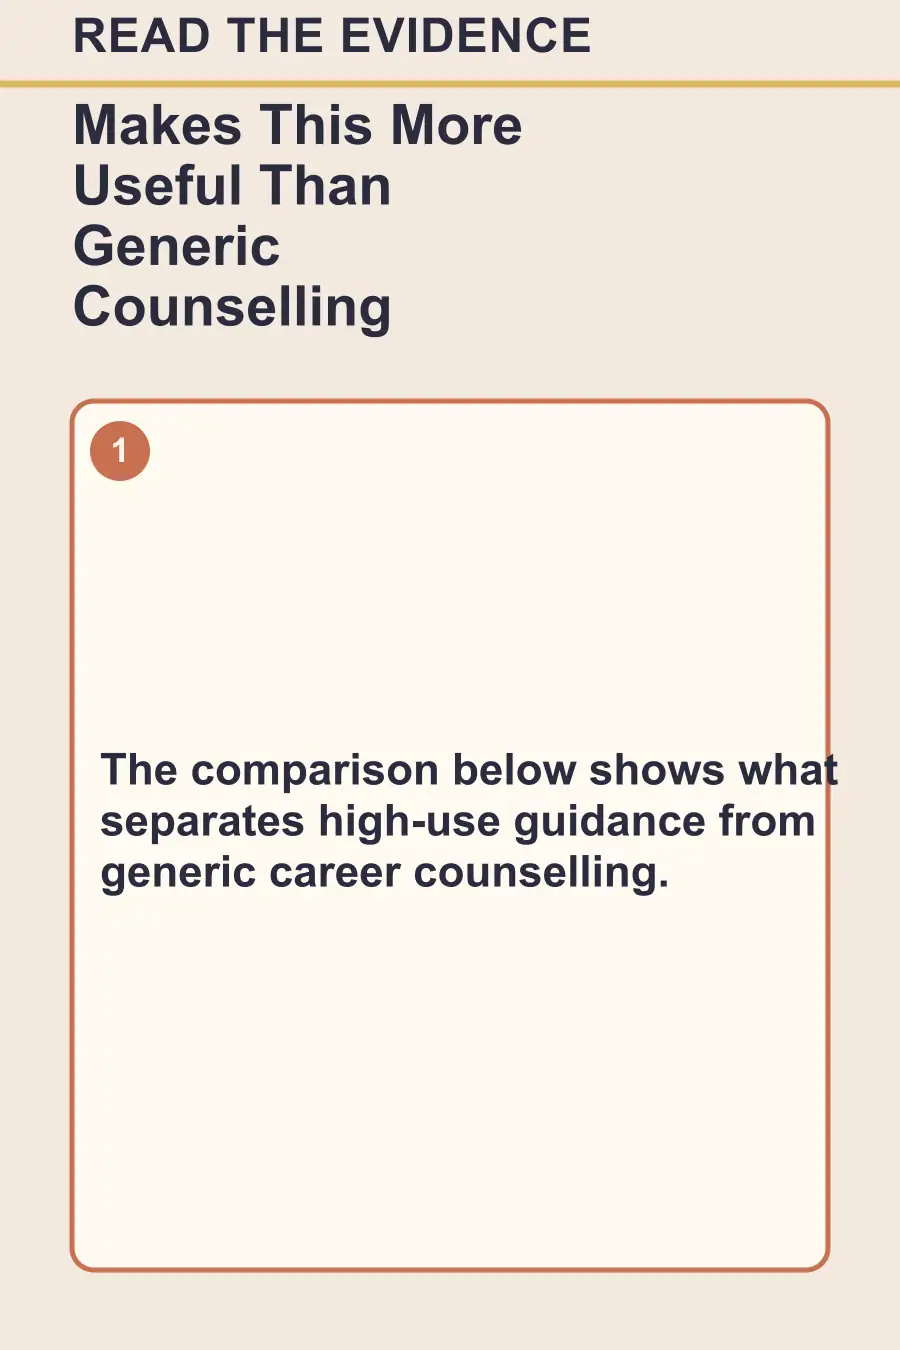 READ THE EVIDENCE
Makes This More
Useful Than
Generic
Counselling
1
The comparison below shows what
separates high-use guidance from
generic career counselling.